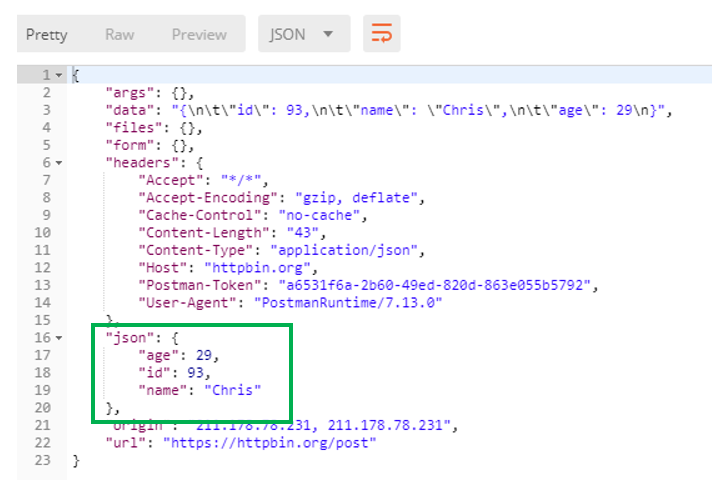 Pretty Raw Preview JSON
1 {
2 "args": {},
3 "data": "{\n\t\"id\": 93,\n\t\"name\": \"Chris\",\n\t\"age\": 29\n}",
4 "files": {},
5 "form": {},
6 "headers": {
7 "Accept": "*/*",
8 "Accept-Encoding": "gzip, deflate",
9 "Cache-Control": "no-cache",
10 "Content-Length": "43",
11 "Content-Type": "application/json",
12 "Host": "httpbin.org",
13 "Postman-Token": "a6531f6a-2b60-49ed-820d-863e055b5792",
14 "User-Agent": "PostmanRuntime/7.13.0"
15 },
16 "json": {
17 "age": 29,
18 "id": 93,
19 "name": "Chris"
20 },
21 "origin": "211.178.78.231, 211.178.78.231",
22 "url": "https://httpbin.org/post"
23 }